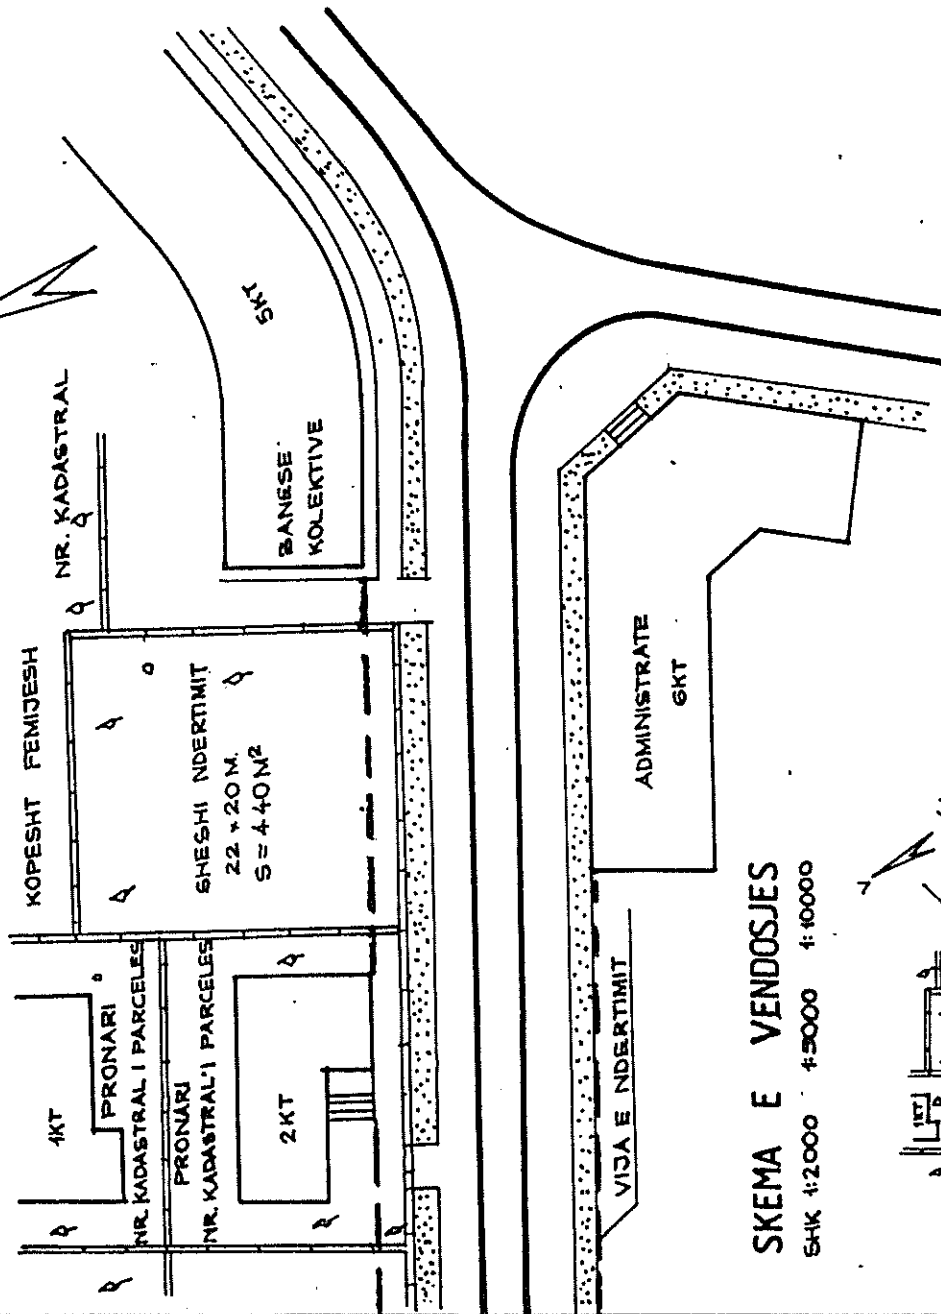 KOPESHT FEMIJESH
NR. KADASTRAL
1KT
PRONARI
NR. KADASTRAL I PARCELES
PRONARI
NR. KADASTRAL I PARCELES
2KT
SHESHI NDERTIMIT
22 × 20 M.
S = 440 M²
BANESE
KOLEKTIVE
5KT
ADMINISTRATE
6KT
VIJA E NDERTIMIT
SKEMA E VENDOSJES
SHK 1:2000 1:5000 1:10000
1KT